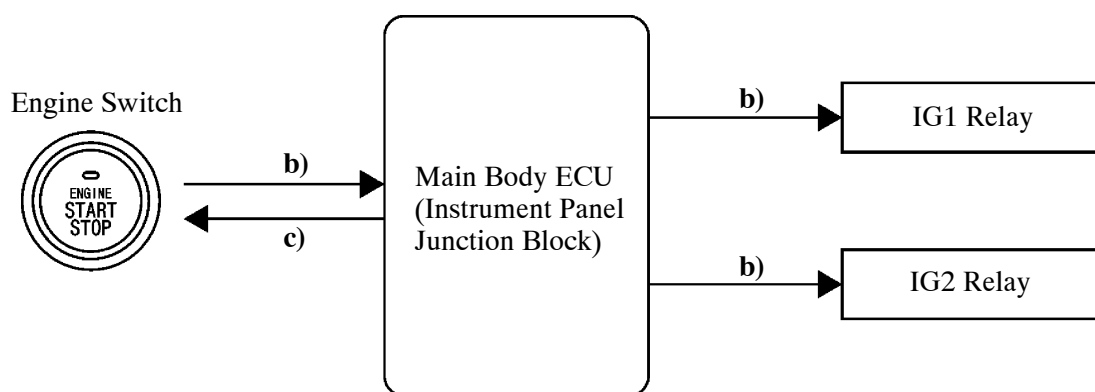 Engine Switch
ENGINE
START
STOP
b)
c)
Main Body ECU
(Instrument Panel
Junction Block)
b)
IG1 Relay
b)
IG2 Relay